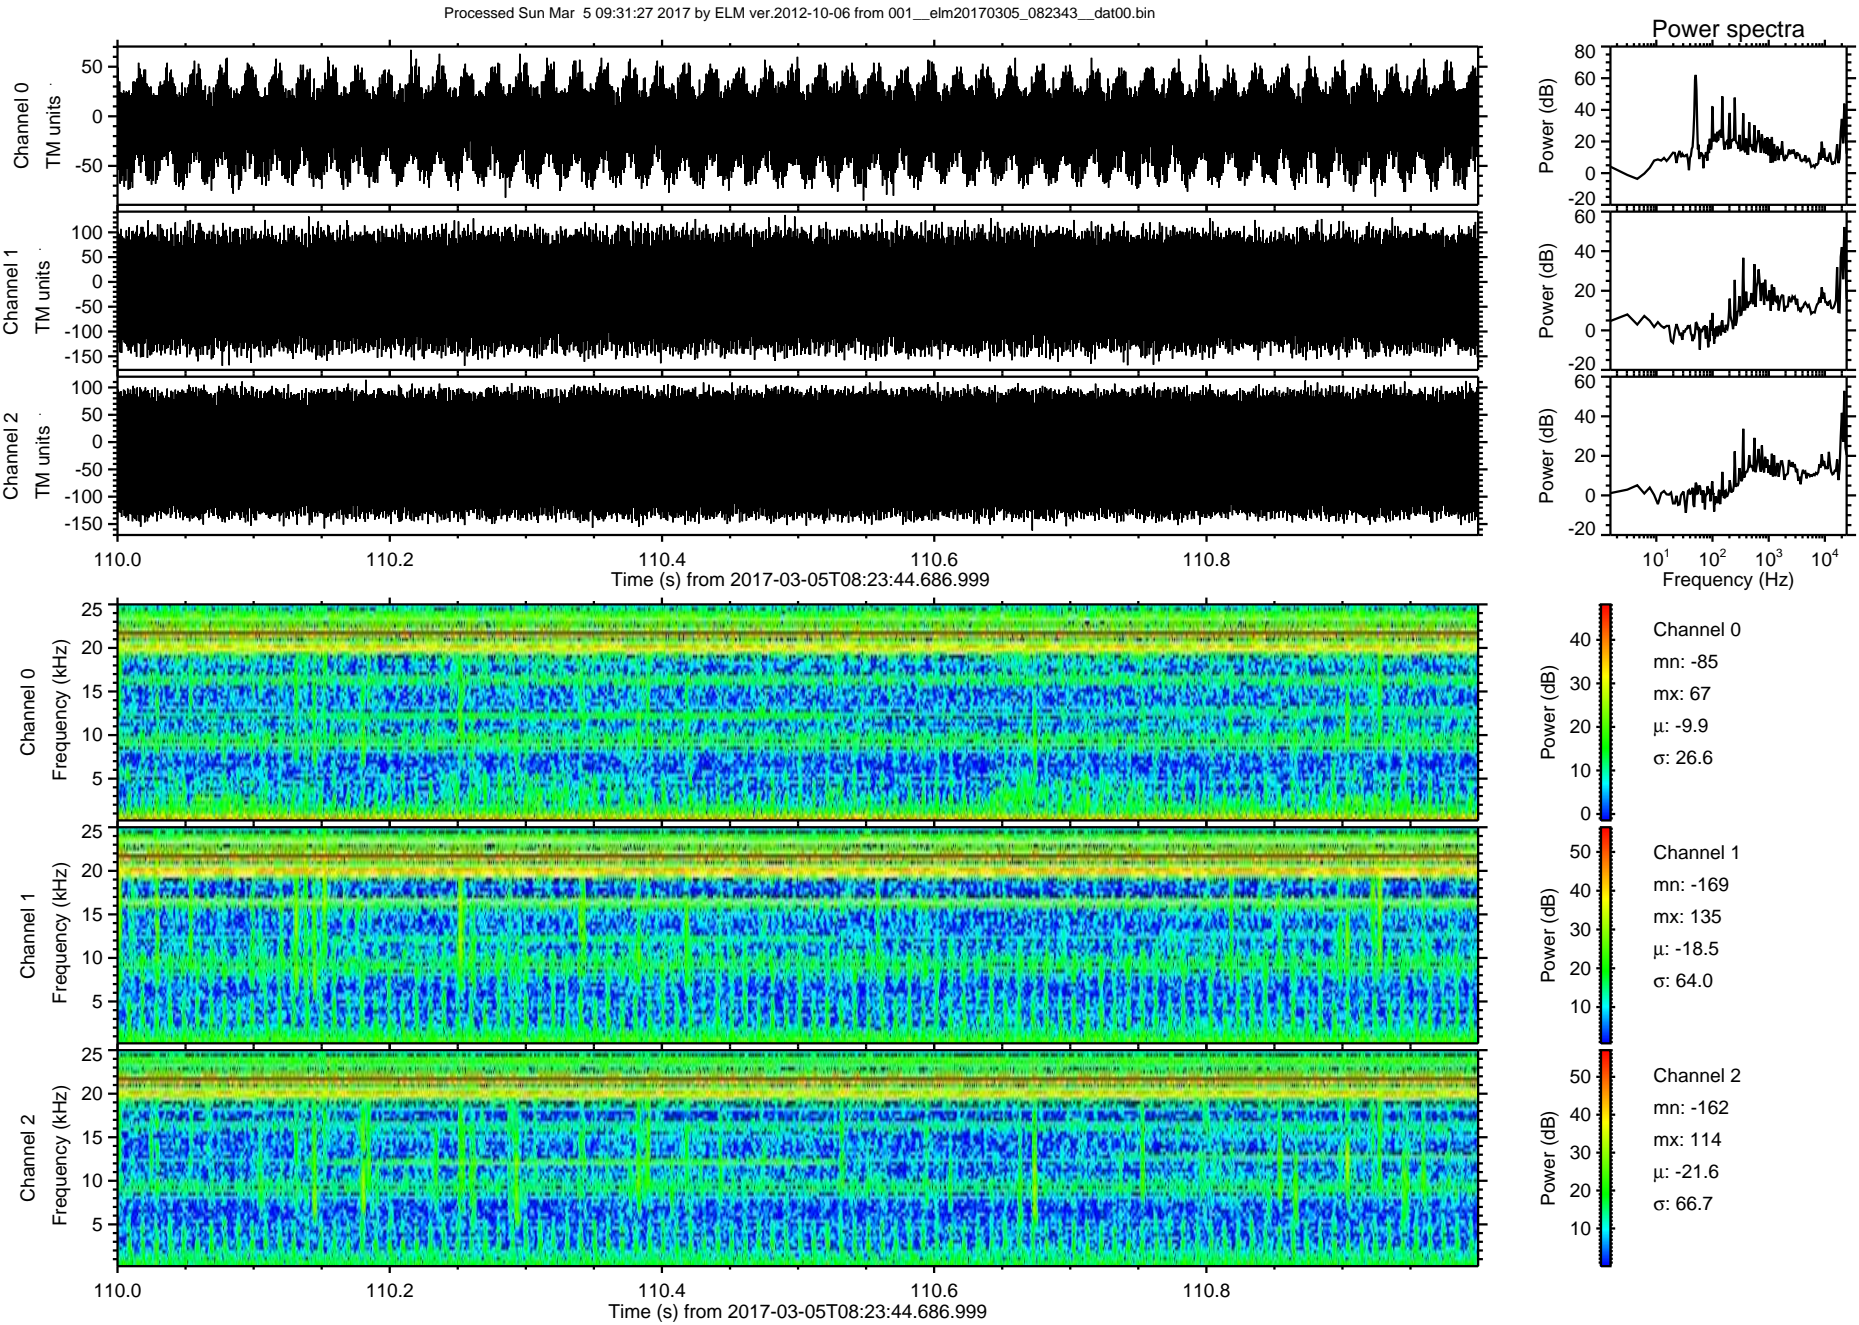 Processed Sun Mar  5 09:31:27 2017 by ELM ver.2012-10-06 from 001__elm20170305_082343__dat00.bin
Power spectra
Channel 0
TM units
50
0
-50
Power (dB)
80
60
40
20
0
-20
Channel 1
TM units
100
50
0
-50
-100
-150
Power (dB)
60
40
20
0
-20
Channel 2
TM units
100
50
0
-50
-100
-150
Power (dB)
60
40
20
0
-20
110.0 110.2 110.4 110.6 110.8
Time (s) from 2017-03-05T08:23:44.686.999
10^1 10^2 10^3 10^4
Frequency (Hz)
Channel 0
Frequency (kHz)
25
20
15
10
5
Power (dB)
40
30
20
10
0
Channel 0
mn: -85
mx: 67
μ: -9.9
σ: 26.6
Channel 1
Frequency (kHz)
25
20
15
10
5
Power (dB)
50
40
30
20
10
Channel 1
mn: -169
mx: 135
μ: -18.5
σ: 64.0
Channel 2
Frequency (kHz)
25
20
15
10
5
Power (dB)
50
40
30
20
10
Channel 2
mn: -162
mx: 114
μ: -21.6
σ: 66.7
110.0 110.2 110.4 110.6 110.8
Time (s) from 2017-03-05T08:23:44.686.999